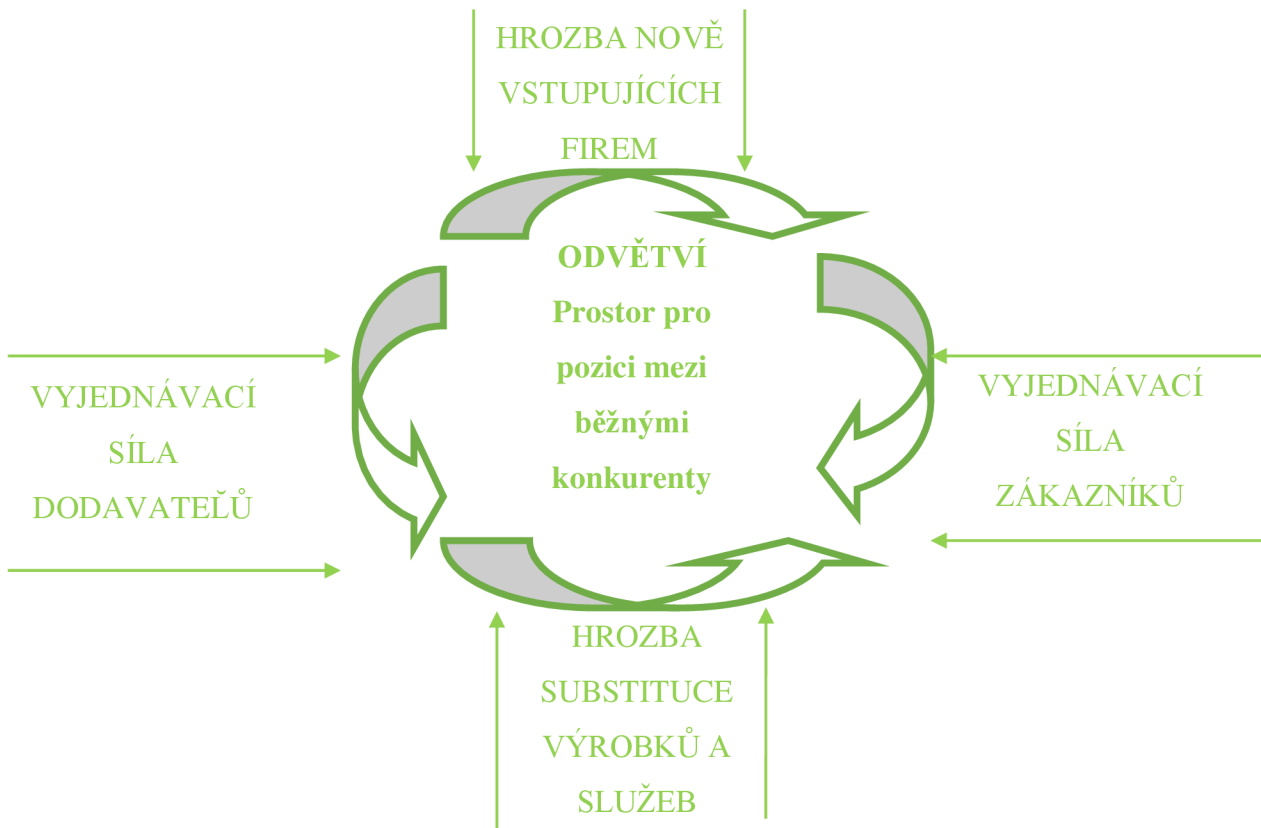 HROZBA NOVĚ
VSTUPUJÍCÍCH
FIREM
ODVĚTVÍ
Prostor pro
pozici mezi
běžnými
konkurenty
VYJEDNÁVACÍ
SÍLA
DODAVATEĽŮ
VYJEDNÁVACÍ
SÍLA
ZÁKAZNÍKŮ
HROZBA
SUBSTITUCE
VÝROBKŮ A
SLUŽEB